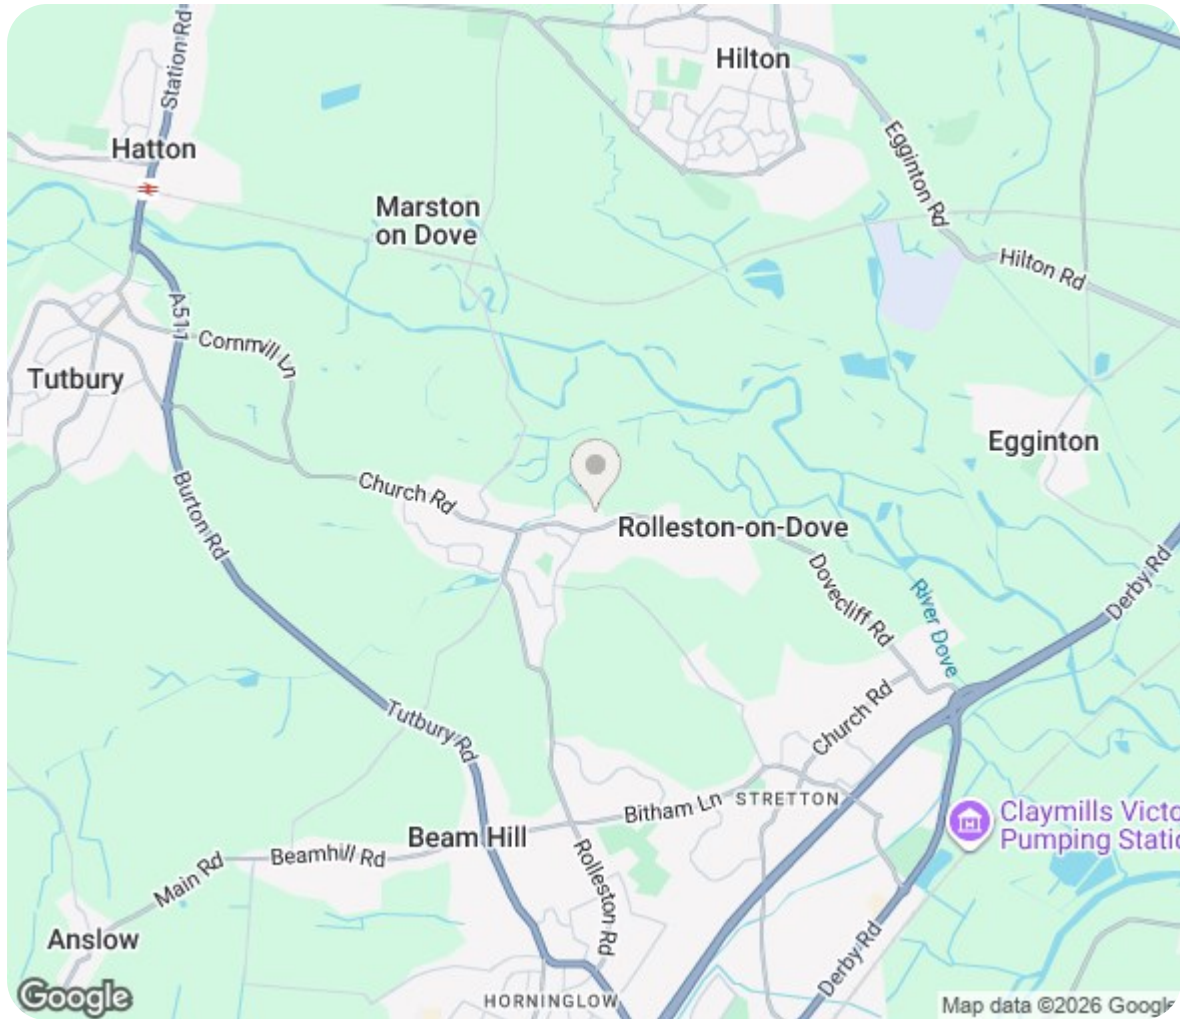 Station Rd
Hilton
Hatton
Egginton Rd
Marston
on Dove
Hilton Rd
A511
Cornmill Ln
Tutbury
Egginton
Church Rd
Burton Rd
Rolleston-on-Dove
Dovecliff Rd
River Dove
Derby Rd
Tutbury Rd
Church Rd
Bitham Ln
STRETTON
Claymills Victo
Pumping Static
Beam Hill
Beamhill Rd
Rolleston Rd
Main Rd
Anslow
Derby Rd
HORNINGLOW
Google
Map data ©2026 Google